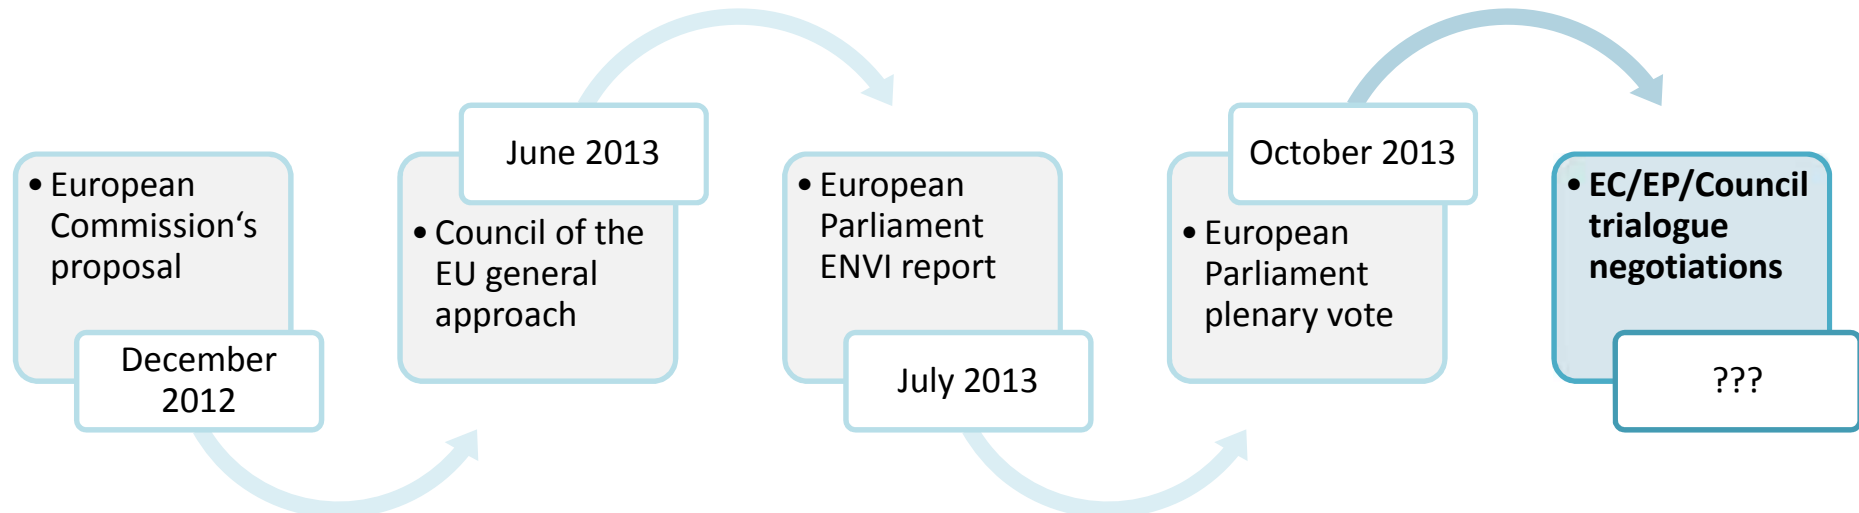 • European
Commission‘s
proposal
December
2012
June 2013
• Council of the
EU general
approach
• European
Parliament
ENVI report
July 2013
October 2013
• European
Parliament
plenary vote
• EC/EP/Council
trialogue
negotiations
???